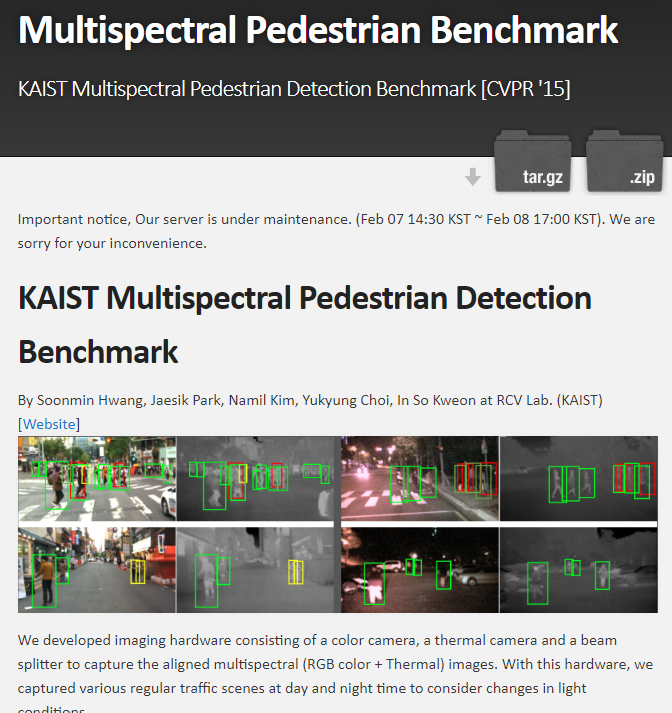 Multispectral Pedestrian Benchmark
KAIST Multispectral Pedestrian Detection Benchmark [CVPR '15]
tar.gz
.zip
Important notice, Our server is under maintenance. (Feb 07 14:30 KST ~ Feb 08 17:00 KST). We are
sorry for your inconvenience.
KAIST Multispectral Pedestrian Detection
Benchmark
By Soonmin Hwang, Jaesik Park, Namil Kim, Yukyung Choi, In So Kweon at RCV Lab. (KAIST)
[Website]
We developed imaging hardware consisting of a color camera, a thermal camera and a beam
splitter to capture the aligned multispectral (RGB color + Thermal) images. With this hardware, we
captured various regular traffic scenes at day and night time to consider changes in light
conditions.